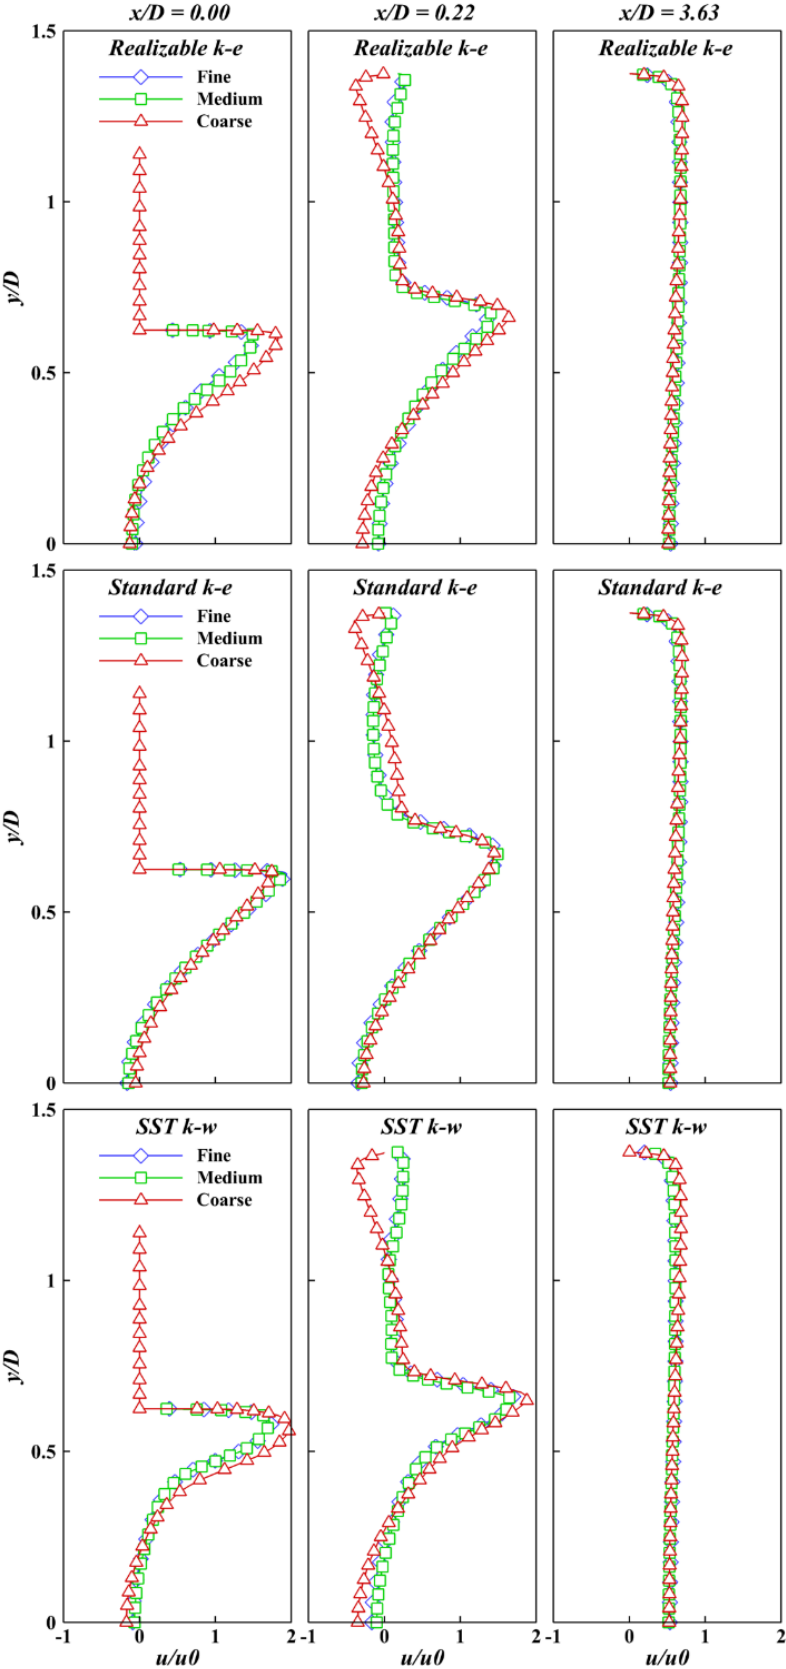 x/D = 0.00 x/D = 0.22 x/D = 3.63
1.5
Realizable k-e Realizable k-e Realizable k-e
Fine
Medium
Coarse
1
y/D
0.5
0
1.5
Standard k-e Standard k-e Standard k-e
Fine
Medium
Coarse
1
y/D
0.5
0
1.5
SST k-w SST k-w SST k-w
Fine
Medium
Coarse
1
y/D
0.5
0
-1 0 1 2 -1 0 1 2 -1 0 1 2
u/u0 u/u0 u/u0